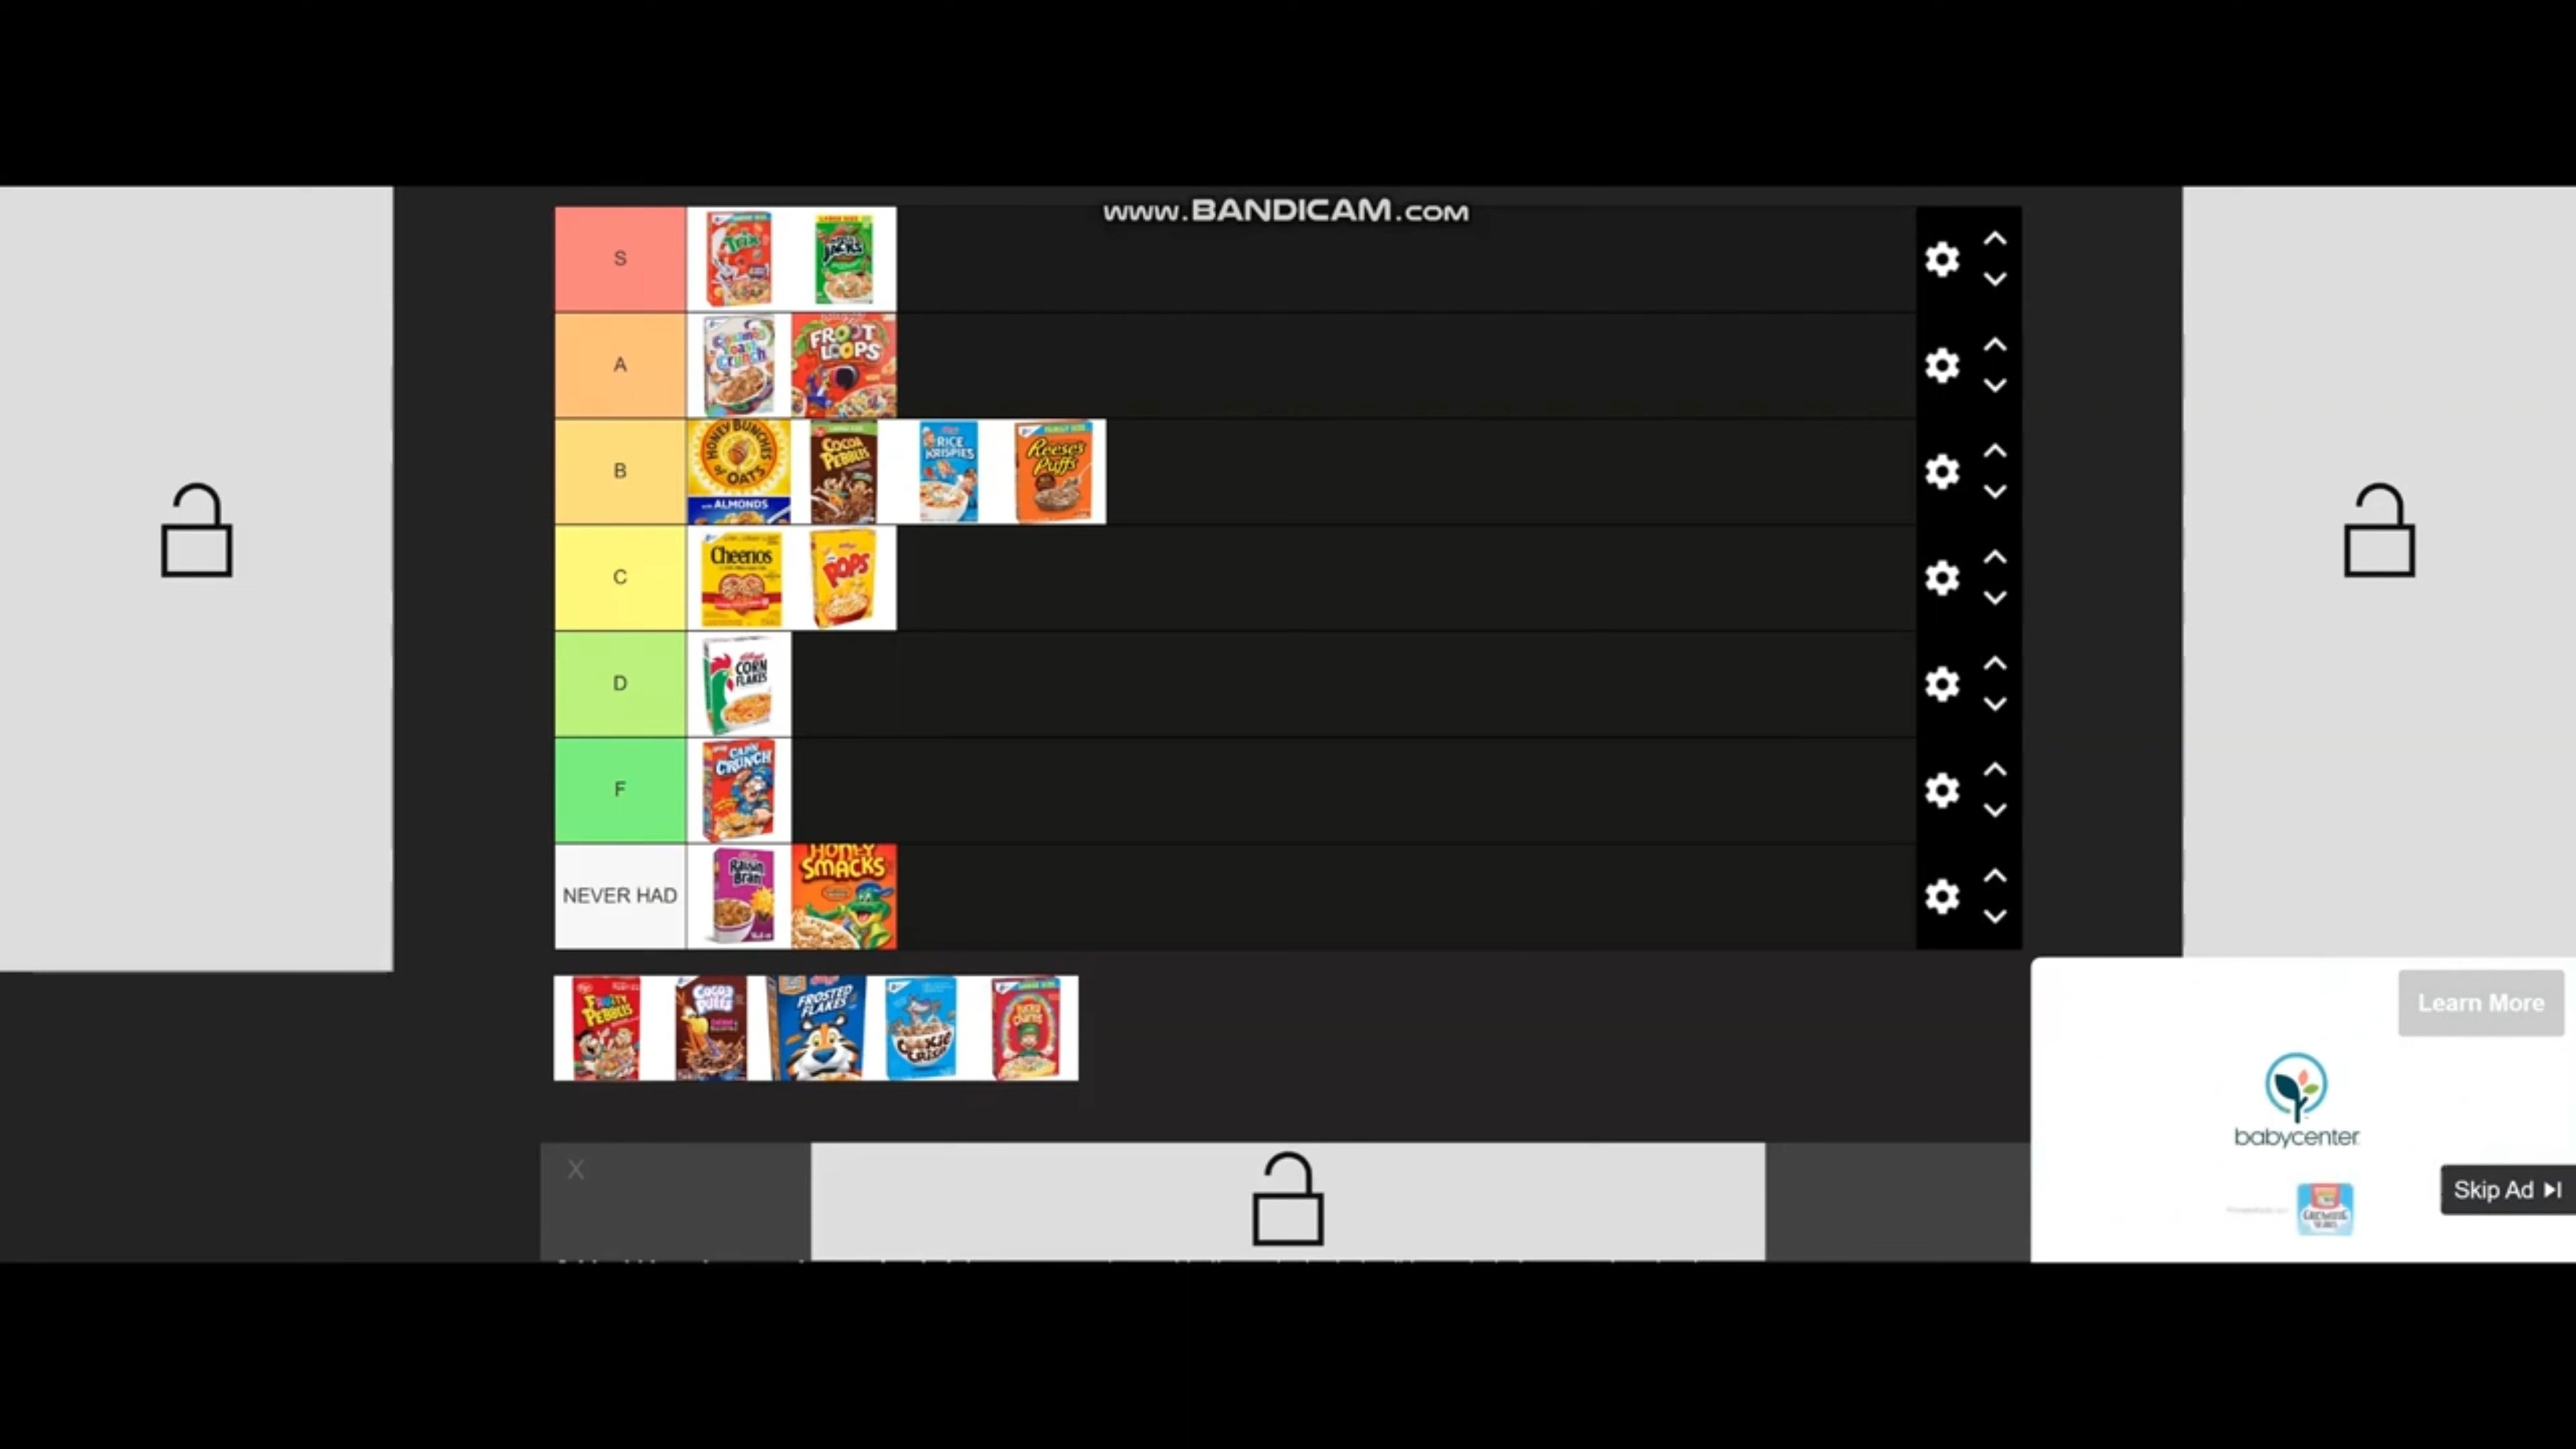 www.BANDICAM.com
S
Trix
JACKS
A
Cinnamon
Toast
Crunch
FROOT
LOOPS
B
HONEY BUNCHES
of OATS
with ALMONDS
COCOA
PEBBLES
RICE
KRISPIES
FAMILY SIZE
Reese's
Puffs
C
Cheerios
POPS
D
CORN
FLAKES
F
CAP'N
CRUNCH
NEVER HAD
Raisin
Bran
HONEY
SMACKS
FRUITY
PEBBLES
Cocoa
Puffs
FROSTED
FLAKES
COOKIE
CRISP
Lucky
Charms
Learn More
babycenter
Skip Ad
X